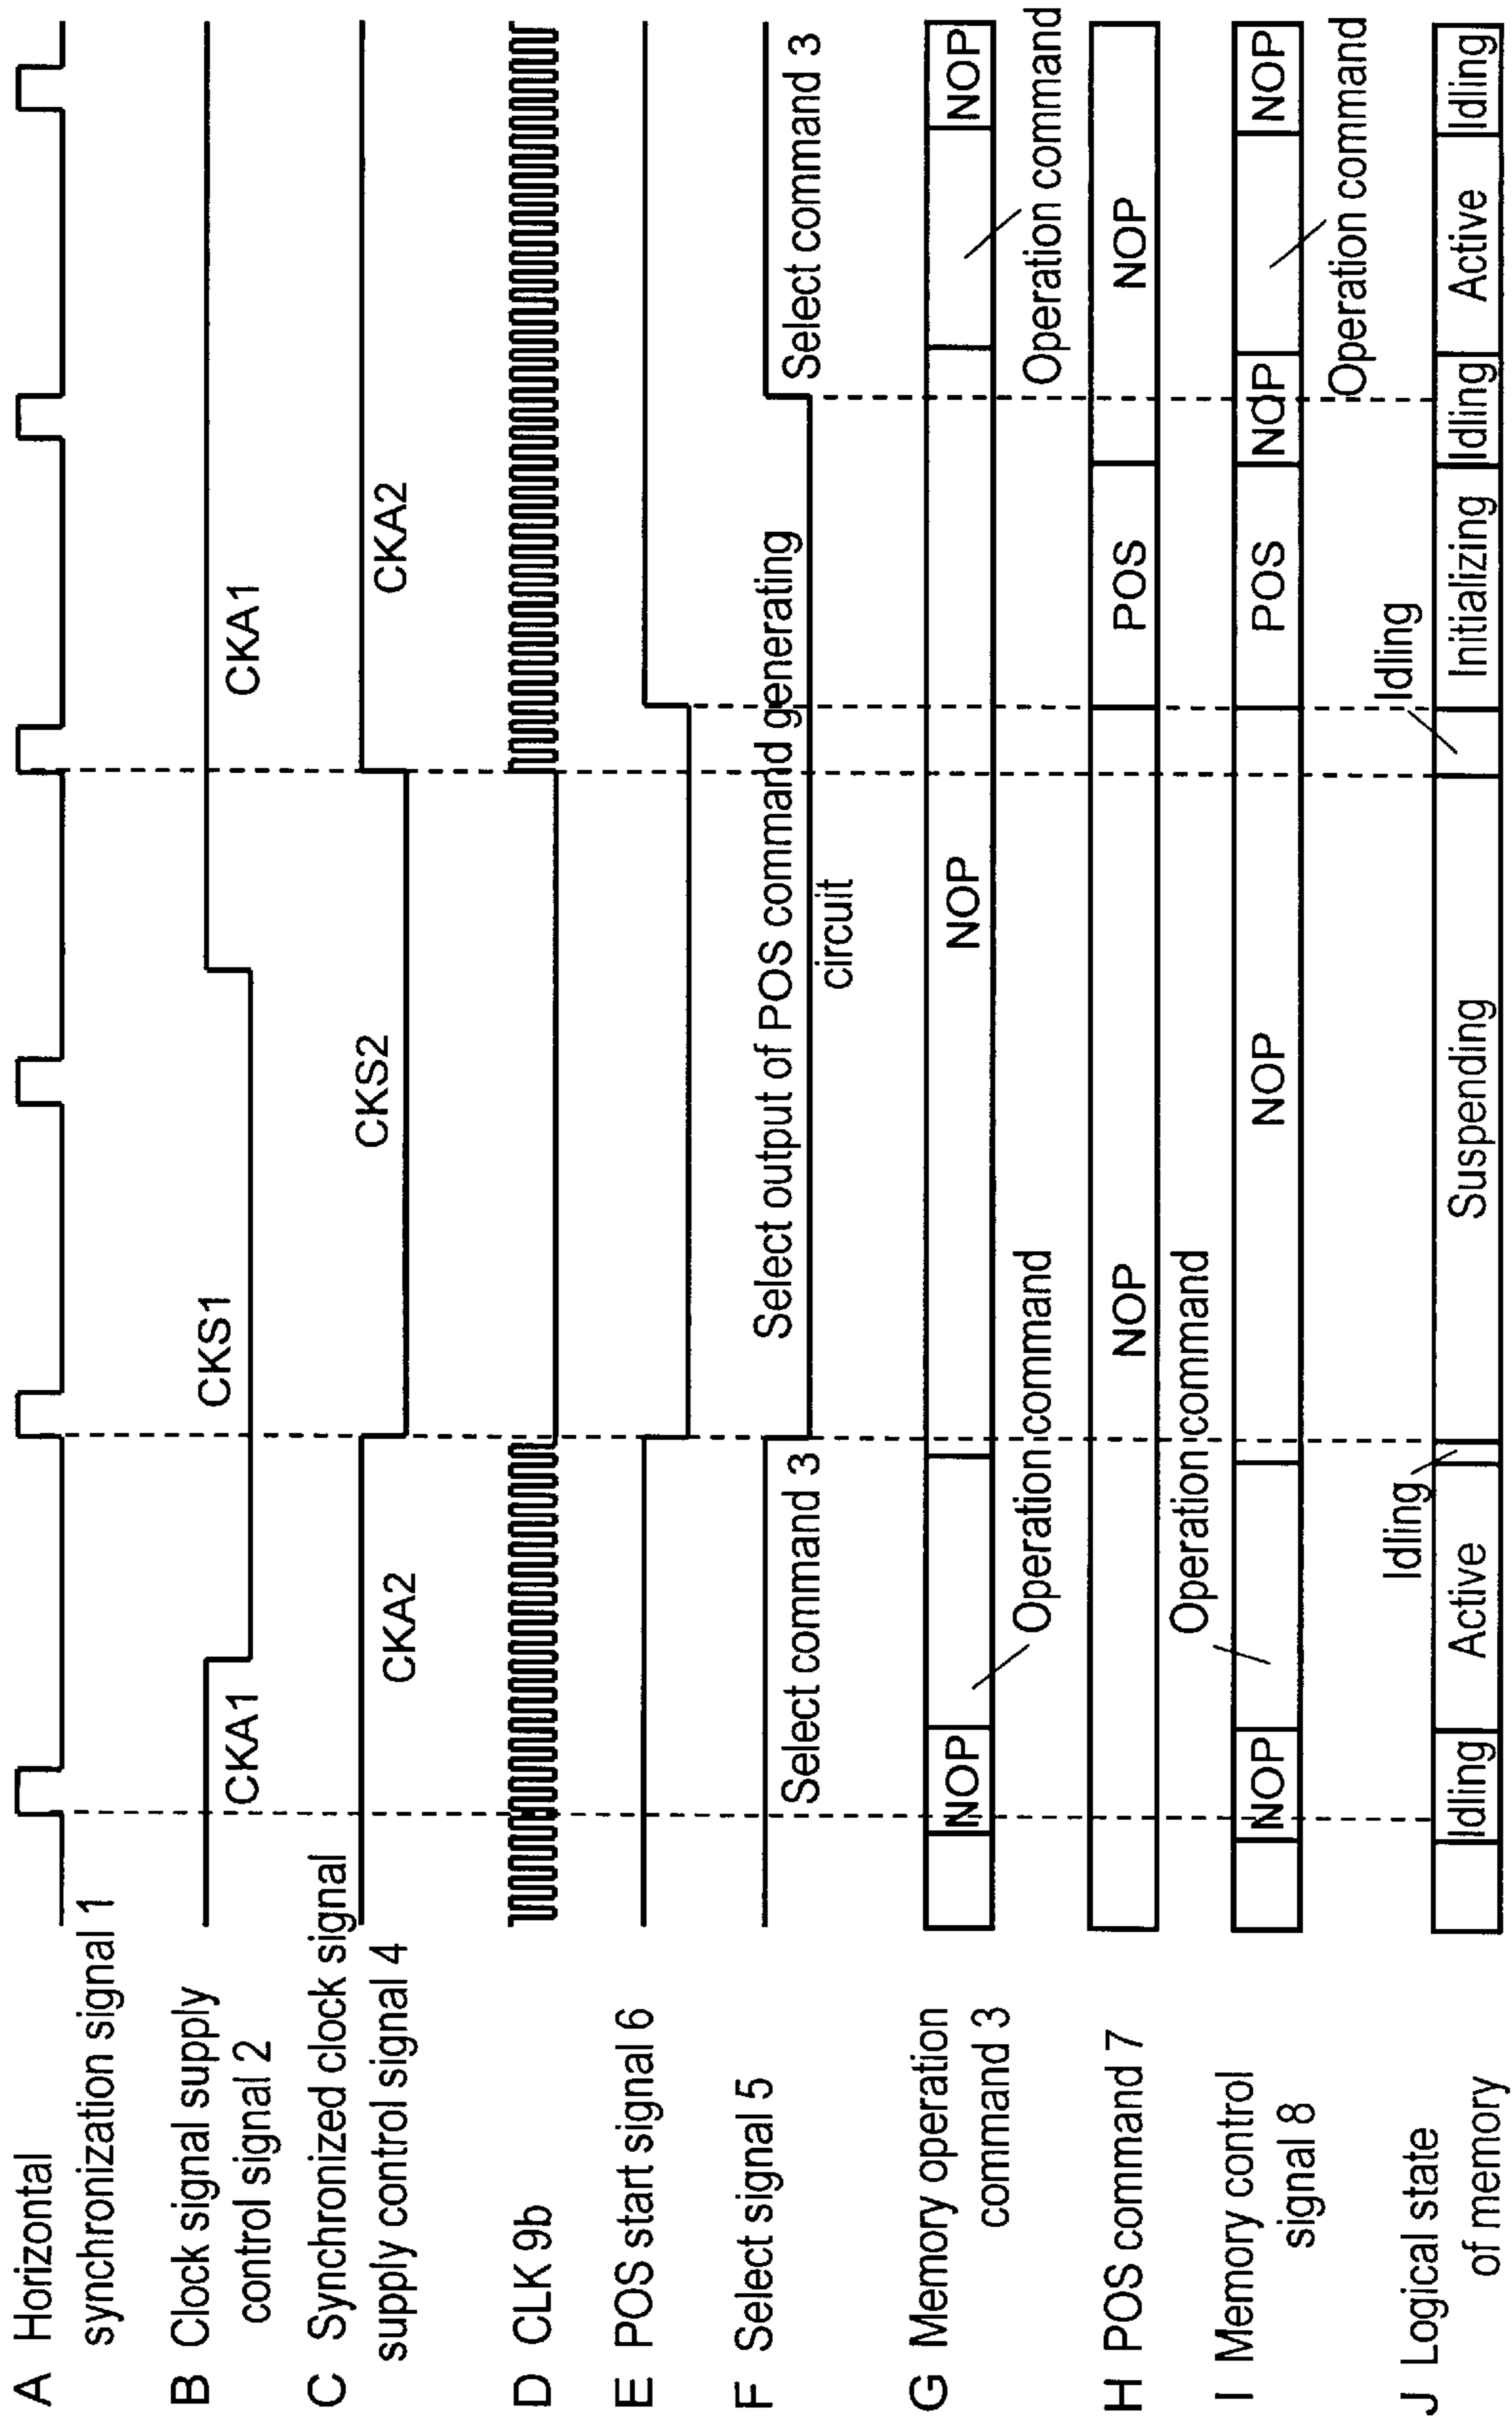 A Horizontal
synchronization signal 1
B Clock signal supply
control signal 2
CKA1
CKS1
CKA1
C Synchronized clock signal
supply control signal 4
CKA2
CKS2
CKA2
D CLK 9b
E POS start signal 6
F Select signal 5
Select command 3
Select output of POS command generating
circuit
Select command 3
G Memory operation
command 3
NOP
Operation command
NOP
Operation command
NOP
H POS command 7
NOP
POS
NOP
I Memory control
signal 8
NOP
Operation command
NOP
POS
NOP
Operation command
NOP
J Logical state
of memory
Idling
Active
Idling
Suspending
Idling
Initializing
Idling
Active
Idling